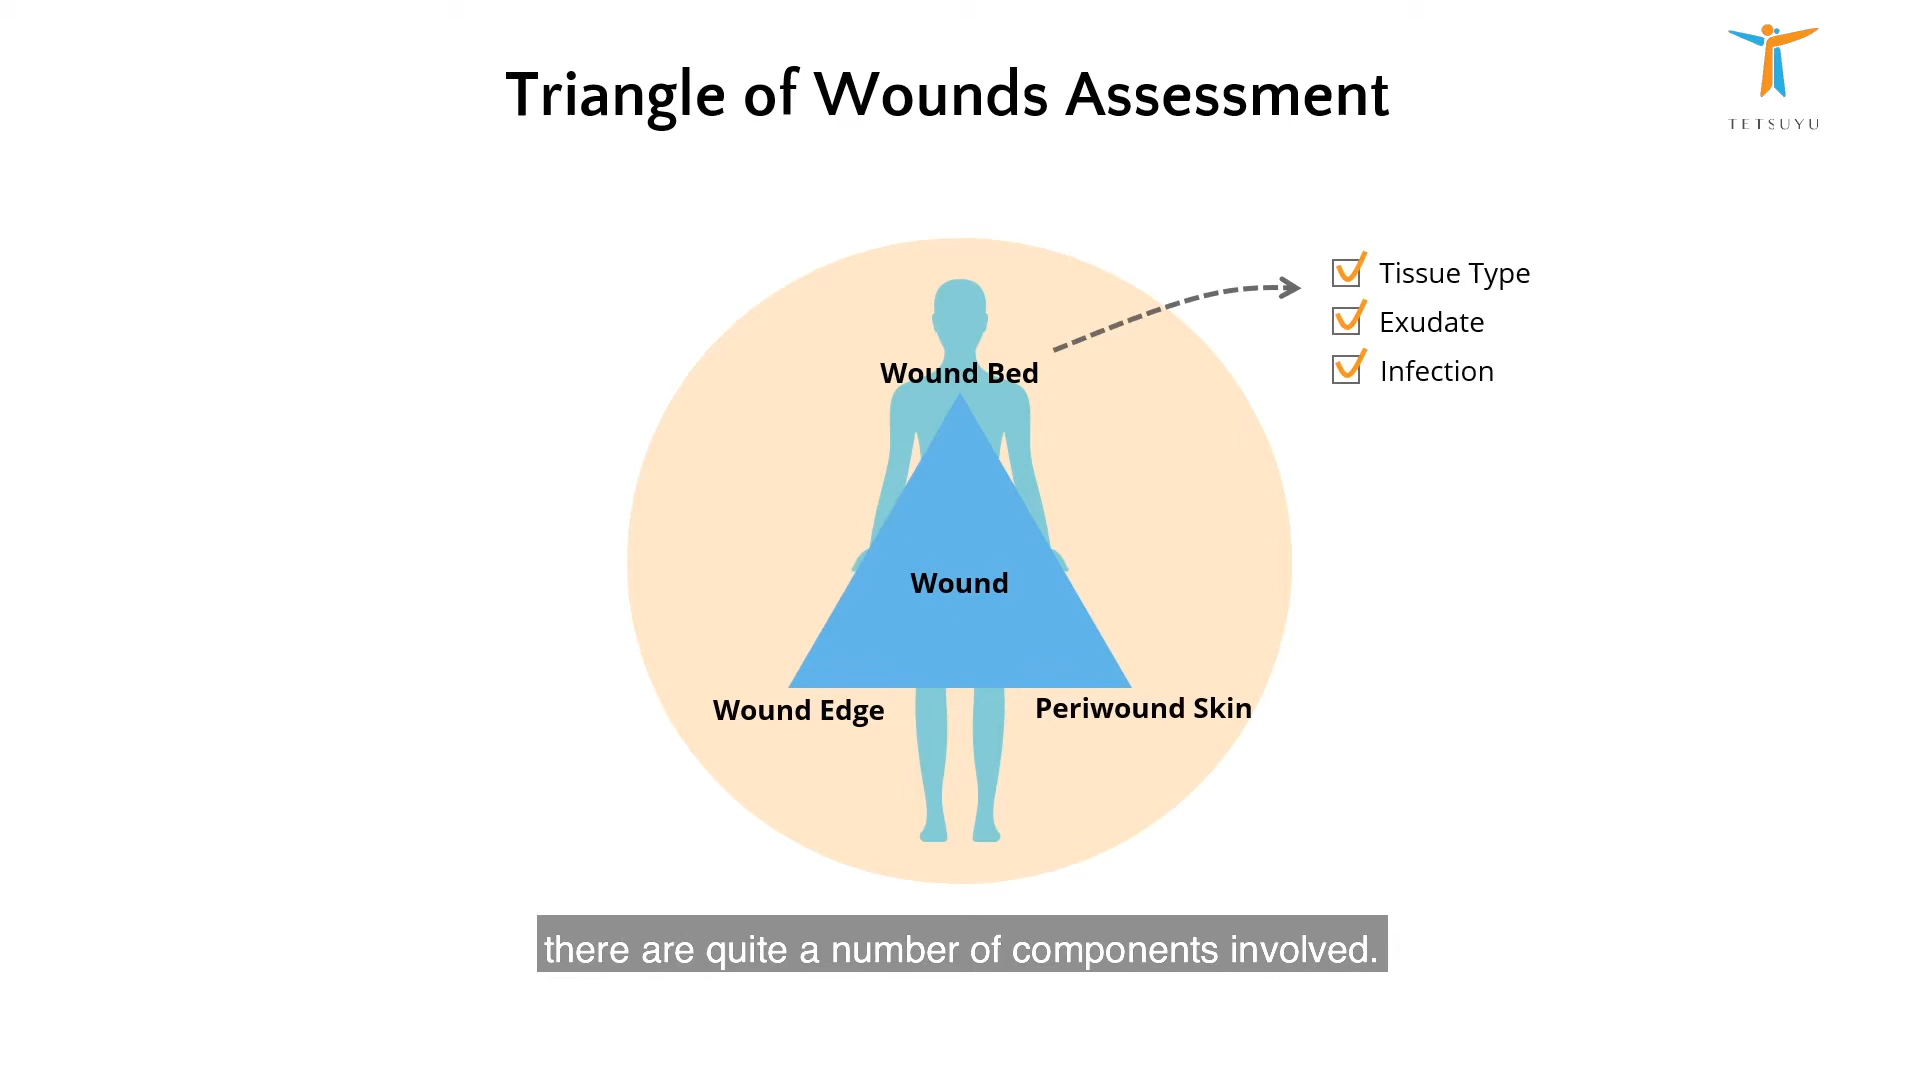 Triangle of Wounds Assessment
TETSUYU
Tissue Type
Exudate
Infection
Wound Bed
Wound
Wound Edge
Periwound Skin
there are quite a number of components involved.